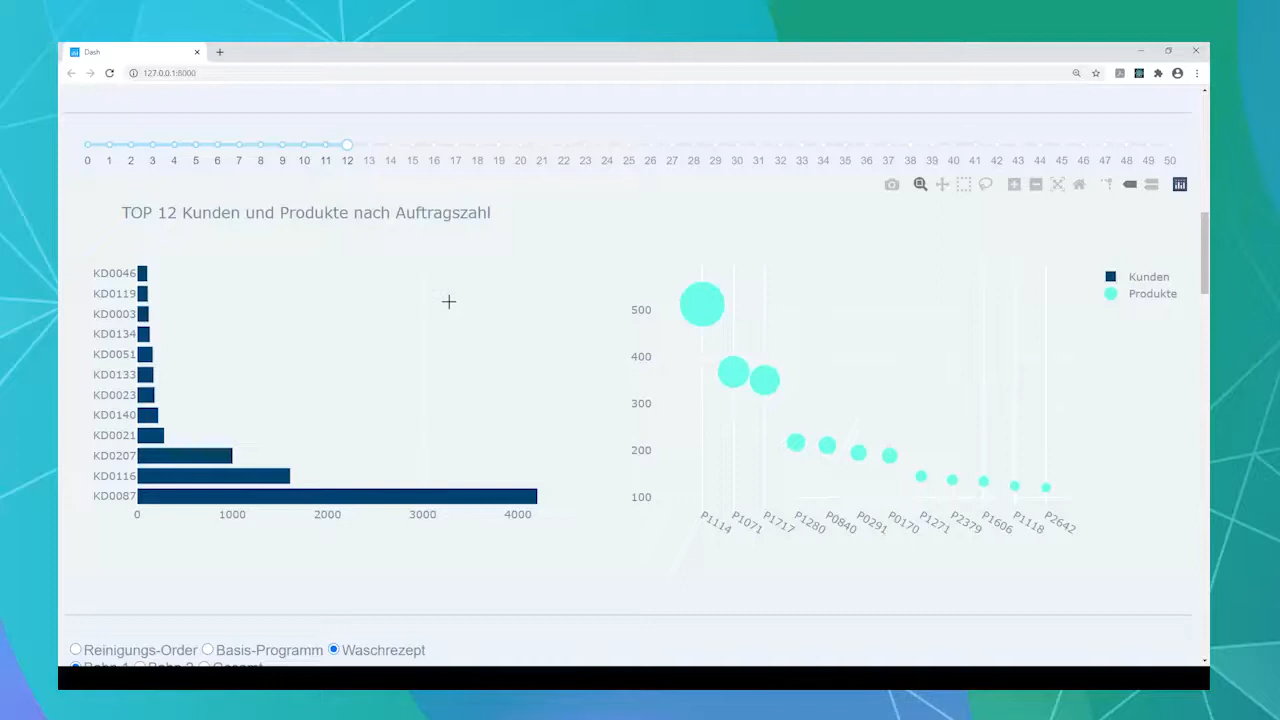 Dash
127.0.0.1:8000
0 1 2 3 4 5 6 7 8 9 10 11 12 13 14 15 16 17 18 19 20 21 22 23 24 25 26 27 28 29 30 31 32 33 34 35 36 37 38 39 40 41 42 43 44 45 46 47 48 49 50
TOP 12 Kunden und Produkte nach Auftragszahl
KD0046
KD0119
KD0003
KD0134
KD0051
KD0133
KD0023
KD0140
KD0021
KD0207
KD0116
KD0087
0 1000 2000 3000 4000
500
400
300
200
100
P1114 P1071 P1717 P1280 P0840 P0291 P0170 P1271 P2379 P1606 P1118 P2642
Kunden
Produkte
Reinigungs-Order Basis-Programm Waschrezept
Bahn 1 Bahn 2 Gesamt